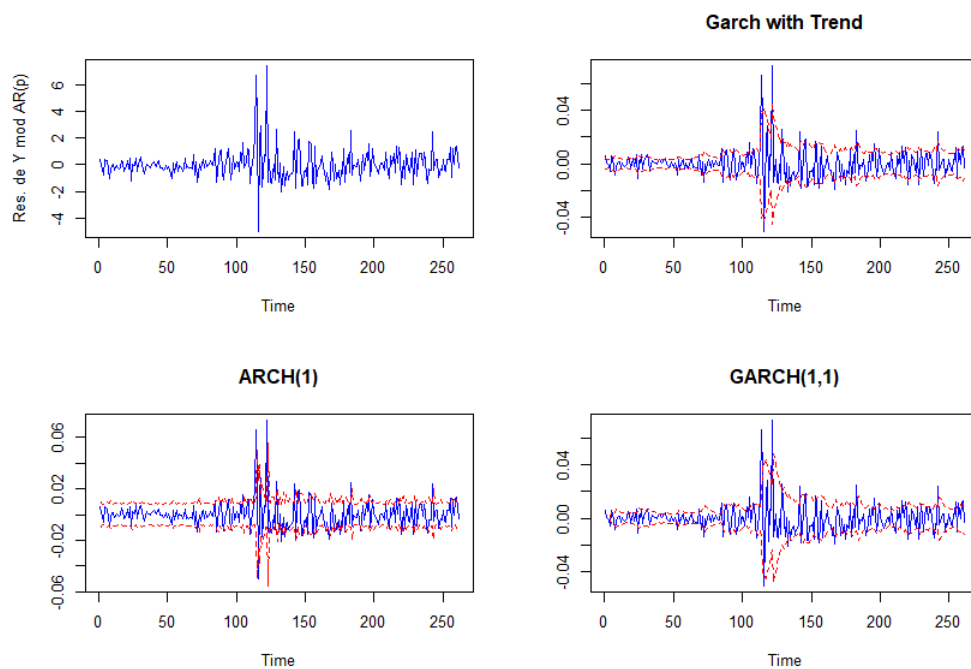 Res. de Y mod AR(p)
6
4
2
0
-2
-4
0 50 100 150 200 250
Time
Garch with Trend
0.04
0.00
-0.04
0 50 100 150 200 250
Time
ARCH(1)
0.06
0.02
-0.02
-0.06
0 50 100 150 200 250
Time
GARCH(1,1)
0.04
0.00
-0.04
0 50 100 150 200 250
Time